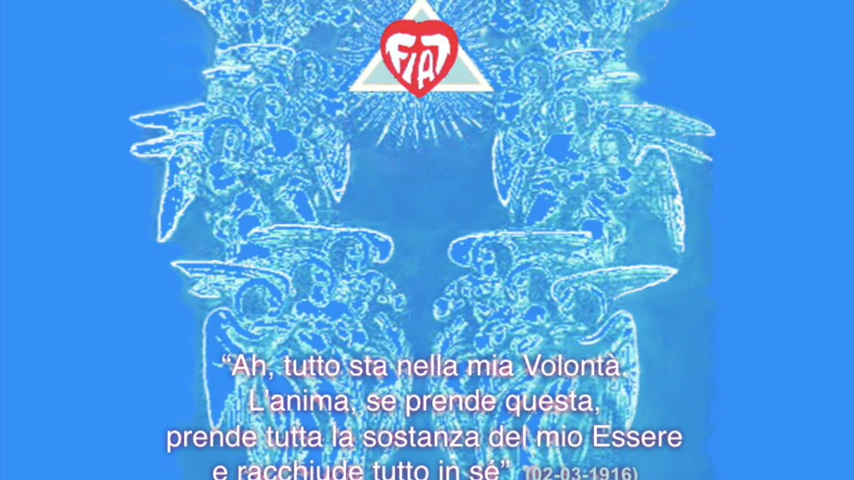 FIAT
“Ah, tutto sta nella mia Volontà.
L'anima, se prende questa,
prende tutta la sostanza del mio Essere
e racchiude tutto in sé” (02-03-1916)